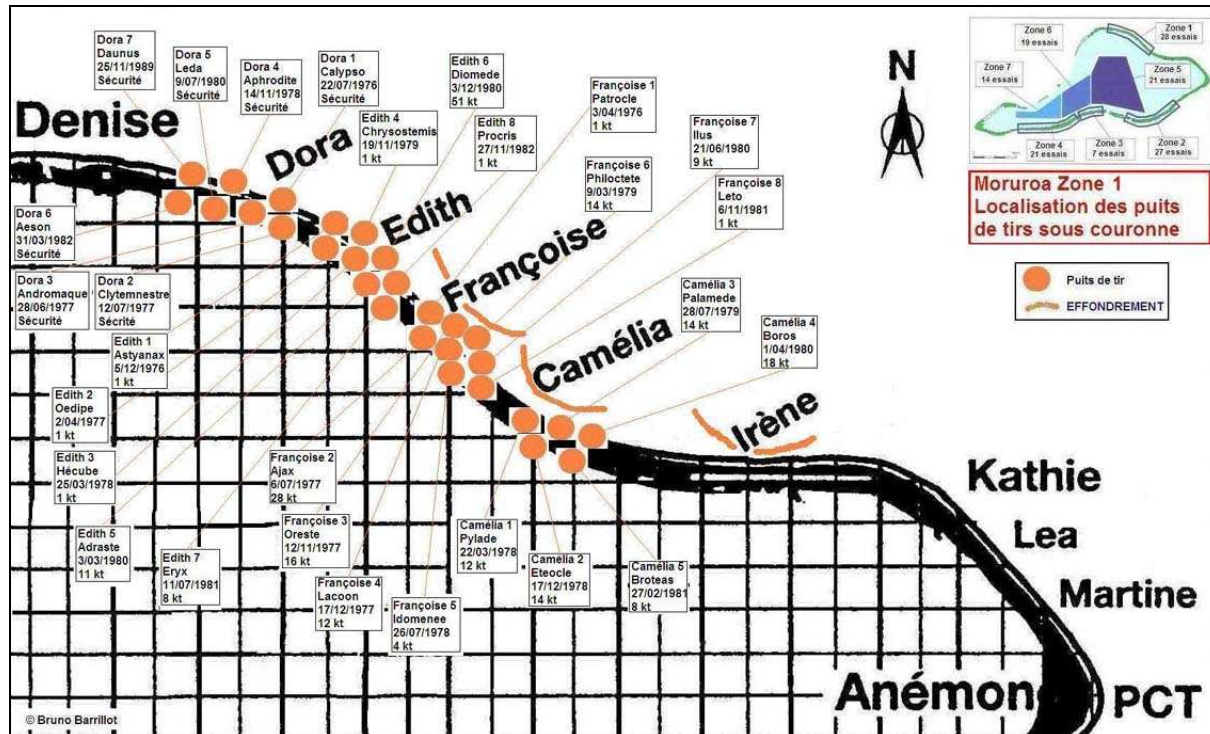 Dora 7
Daunus
25/11/1989
Sécurité
Dora 5
Leda
9/07/1980
Sécurité
Dora 4
Aphrodite
14/11/1978
Sécurité
Dora 1
Calypso
22/07/1976
Sécurité
Edith 6
Diomede
3/12/1980
51 kt
Edith 4
Chrysostemis
19/11/1979
1 kt
Edith 8
Procris
27/11/1982
1 kt
Françoise 1
Patrocle
3/04/1976
1 kt
Françoise 7
Ilus
21/06/1980
9 kt
Françoise 6
Philoctete
9/03/1979
14 kt
Françoise 8
Leto
6/11/1981
1 kt
N
Zone 1
28 essais
Zone 6
19 essais
Zone 7
14 essais
Zone 5
21 essais
Zone 4
21 essais
Zone 3
7 essais
Zone 2
27 essais
Moruroa Zone 1
Localisation des puits
de tirs sous couronne
Puits de tir
EFFONDREMENT
Denise
Dora
Edith
Françoise
Camélia
Irène
Kathie
Lea
Martine
Anémon
PCT
Dora 6
Aeson
31/03/1982
Sécurité
Dora 3
Andromaque
28/06/1977
Sécurité
Dora 2
Clytemnestre
12/07/1977
Sécrité
Edith 1
Astyanax
5/12/1976
1 kt
Edith 2
Oedipe
2/04/1977
1 kt
Edith 3
Hécube
25/03/1978
1 kt
Edith 5
Adraste
3/03/1980
11 kt
Edith 7
Eryx
11/07/1981
8 kt
Françoise 2
Ajax
6/07/1977
28 kt
Françoise 3
Oreste
12/11/1977
16 kt
Françoise 4
Lacoon
17/12/1977
12 kt
Françoise 5
Idomenee
26/07/1978
4 kt
Camélia 1
Pylade
22/03/1978
12 kt
Camélia 2
Eteocle
17/12/1978
14 kt
Camélia 5
Broteas
27/02/1981
8 kt
Camélia 3
Palamede
28/07/1979
14 kt
Camélia 4
Boros
1/04/1980
18 kt
© Bruno Barrillot